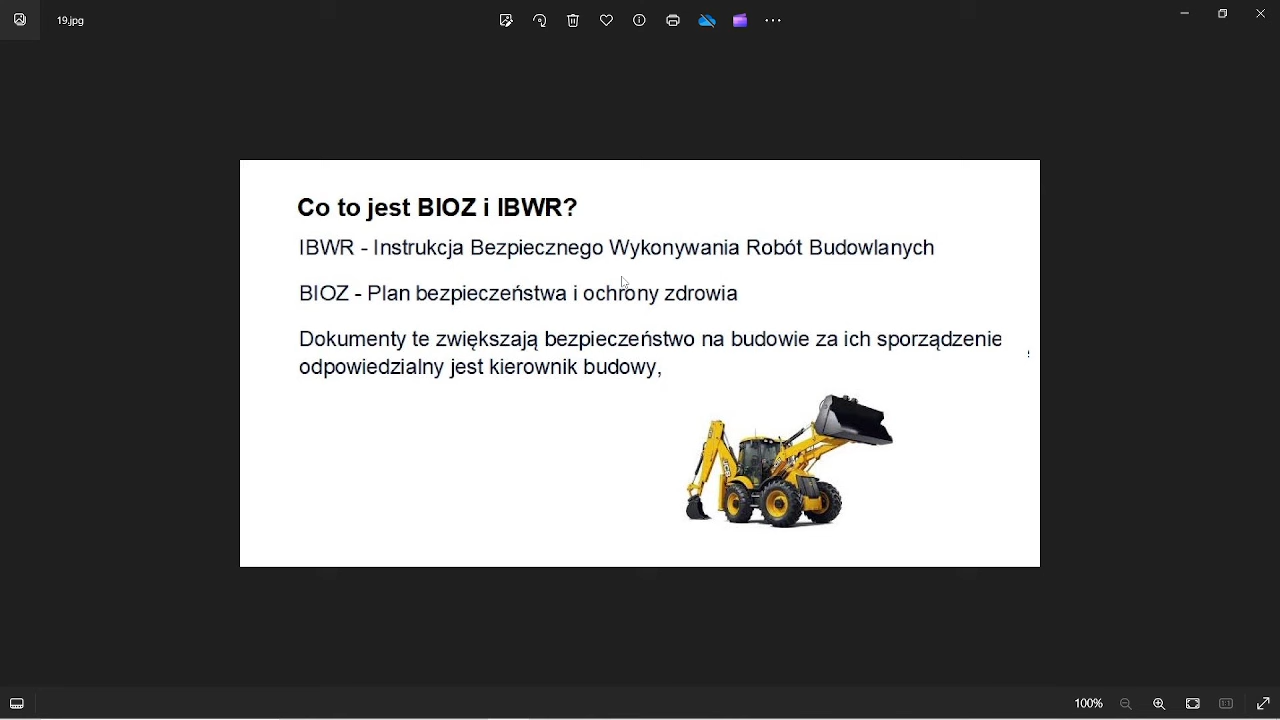 19.jpg
Co to jest BIOZ i IBWR?
IBWR - Instrukcja Bezpiecznego Wykonywania Robót Budowlanych
BIOZ - Plan bezpieczeństwa i ochrony zdrowia
Dokumenty te zwiększają bezpieczeństwo na budowie za ich sporządzenie
odpowiedzialny jest kierownik budowy,
100%